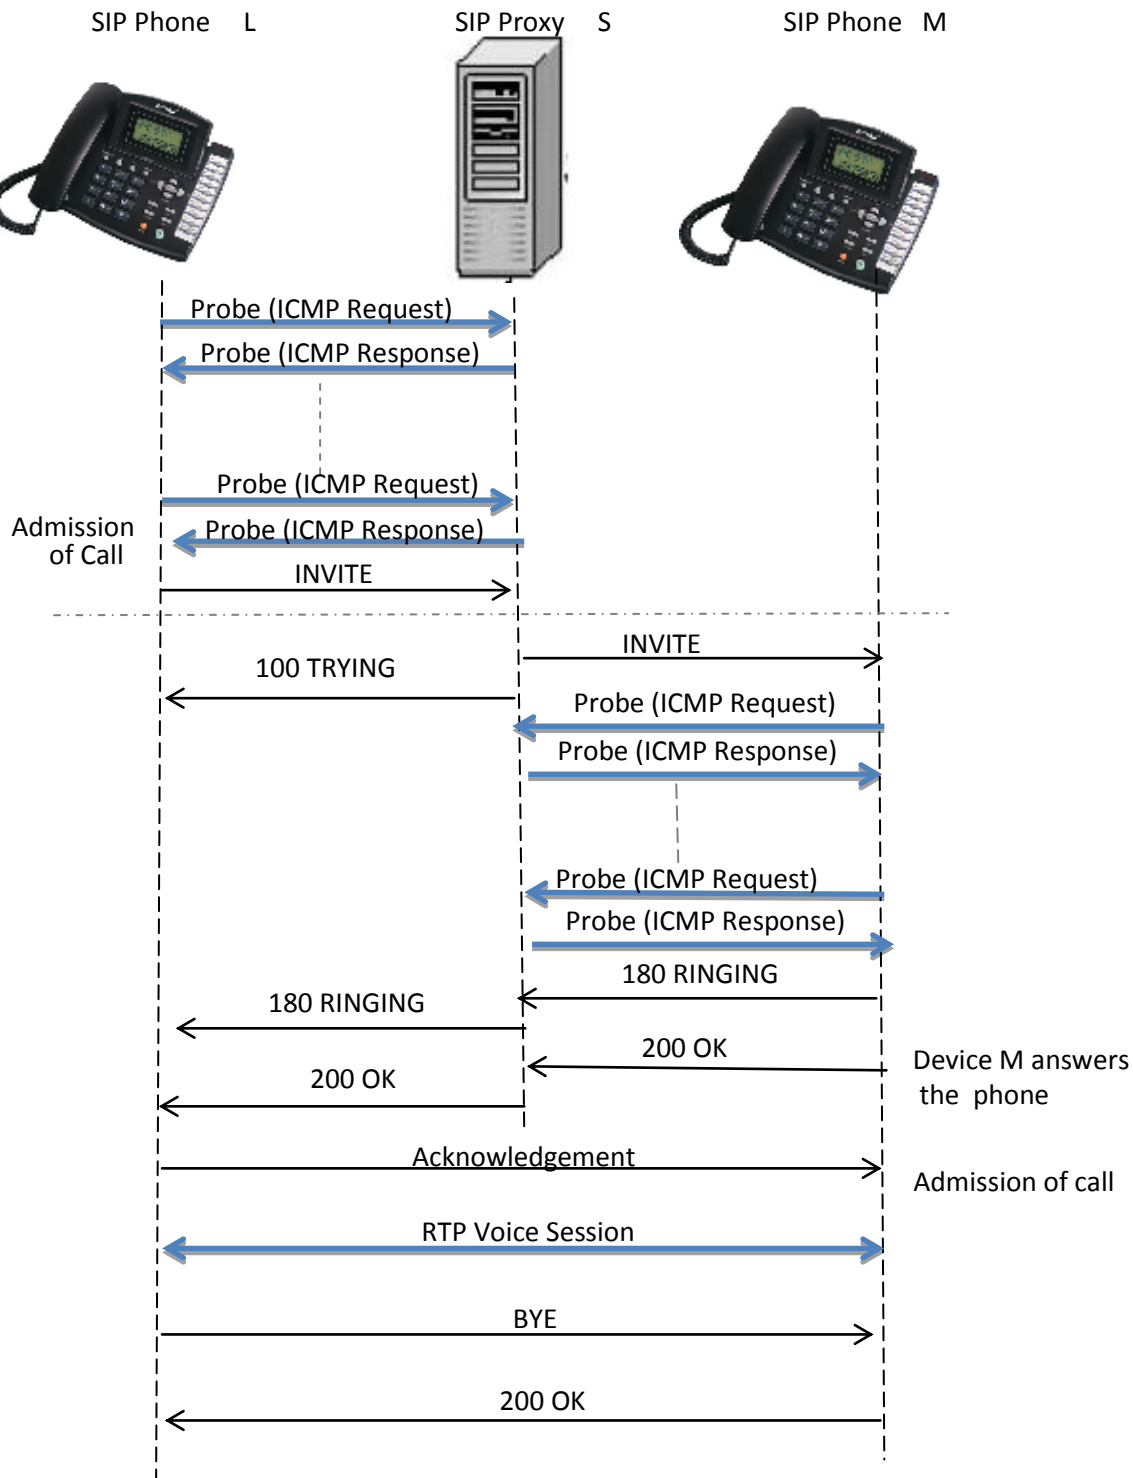 SIP Phone L
SIP Proxy S
SIP Phone M
Probe (ICMP Request)
Probe (ICMP Response)
Probe (ICMP Request)
Admission
of Call
Probe (ICMP Response)
INVITE
INVITE
100 TRYING
Probe (ICMP Request)
Probe (ICMP Response)
Probe (ICMP Request)
Probe (ICMP Response)
180 RINGING
180 RINGING
200 OK
Device M answers
the phone
200 OK
Acknowledgement
Admission of call
RTP Voice Session
BYE
200 OK